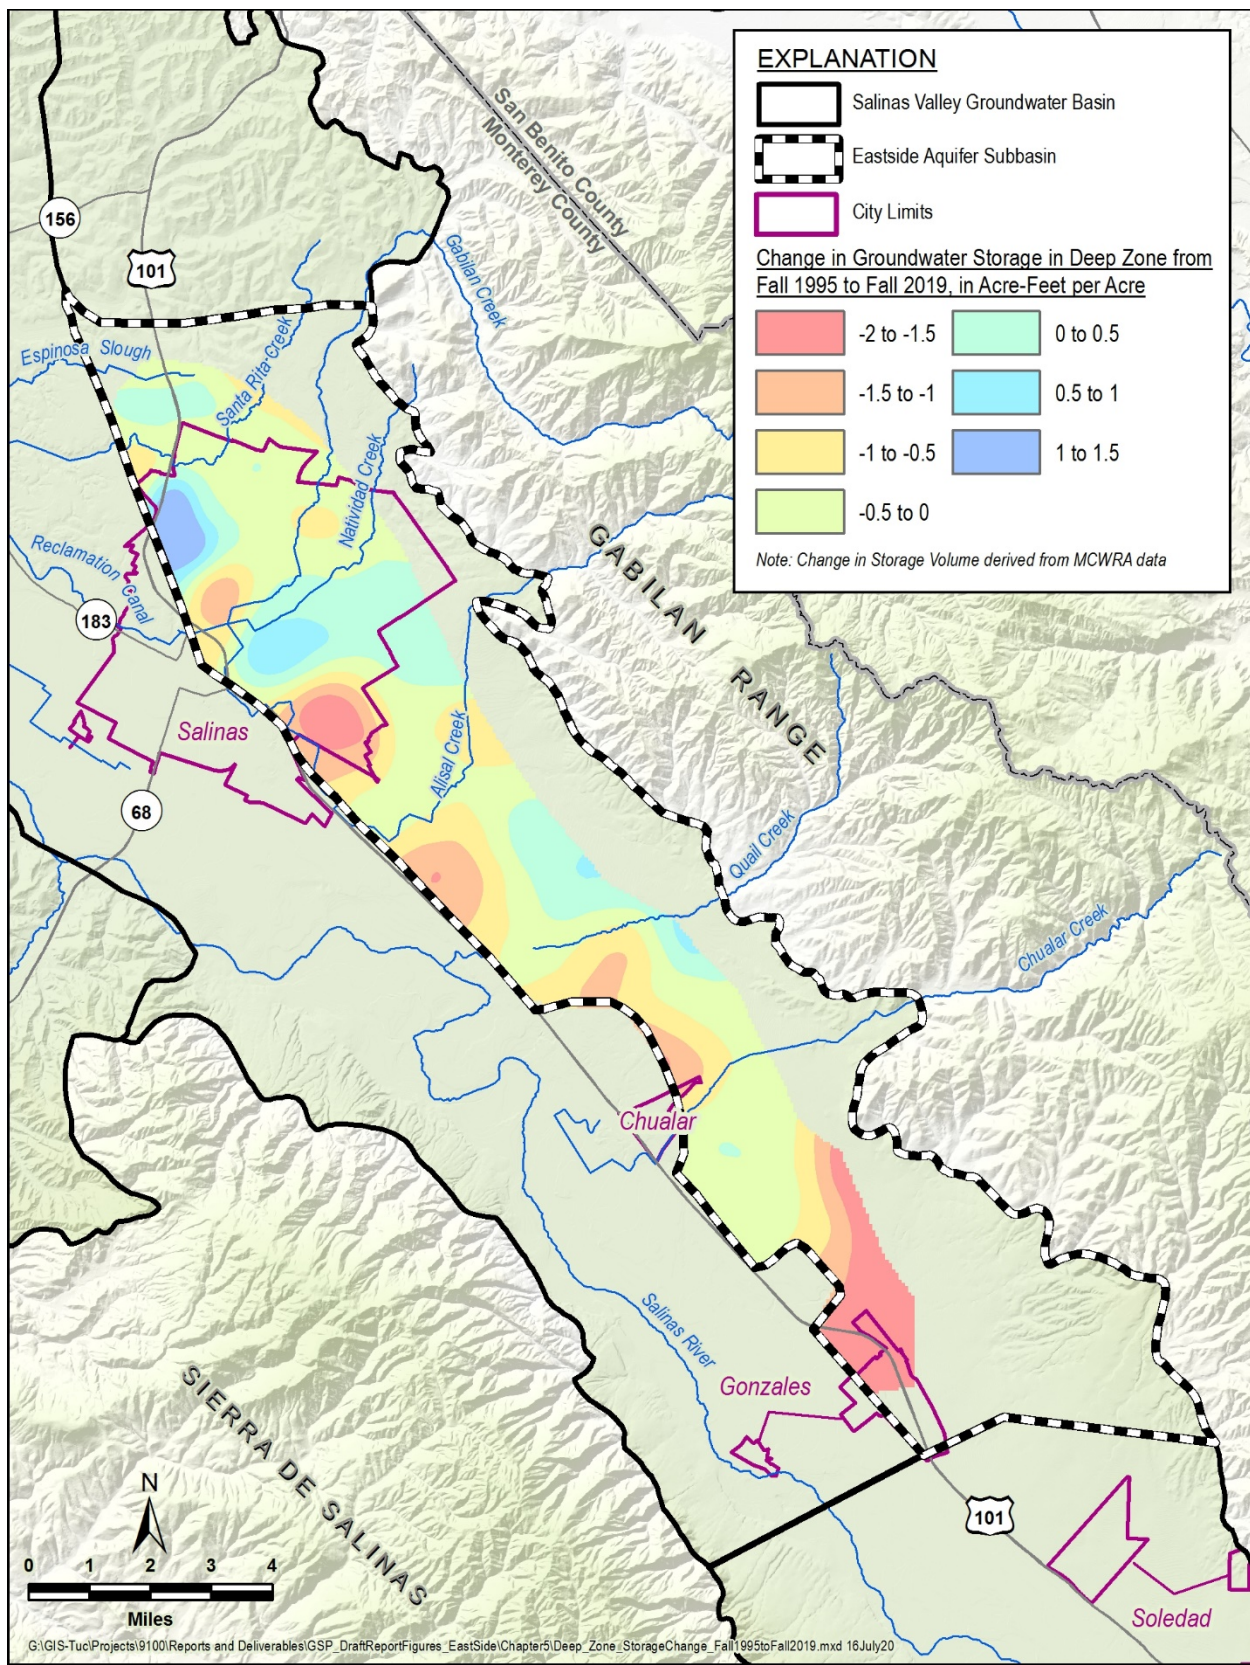 EXPLANATION
Salinas Valley Groundwater Basin
Eastside Aquifer Subbasin
City Limits
Change in Groundwater Storage in Deep Zone from
Fall 1995 to Fall 2019, in Acre-Feet per Acre
-2 to -1.5
0 to 0.5
-1.5 to -1
0.5 to 1
-1 to -0.5
1 to 1.5
-0.5 to 0
Note: Change in Storage Volume derived from MCWRA data
San Benito County
Monterey County
156
101
Gabilan Creek
Espinosa Slough
Santa Rita Creek
Natividad Creek
Reclamation Canal
183
GABILAN RANGE
Salinas
Alisal Creek
68
Quail Creek
Chualar Creek
Chualar
Salinas River
Gonzales
SIERRA DE SALINAS
101
Soledad
N
0 1 2 3 4
Miles
G:\GIS-Tuc\Projects\9100\Reports and Deliverables\GSP_DraftReportFigures_EastSide\Chapter5\Deep_Zone_StorageChange_Fall1995toFall2019.mxd 16July20